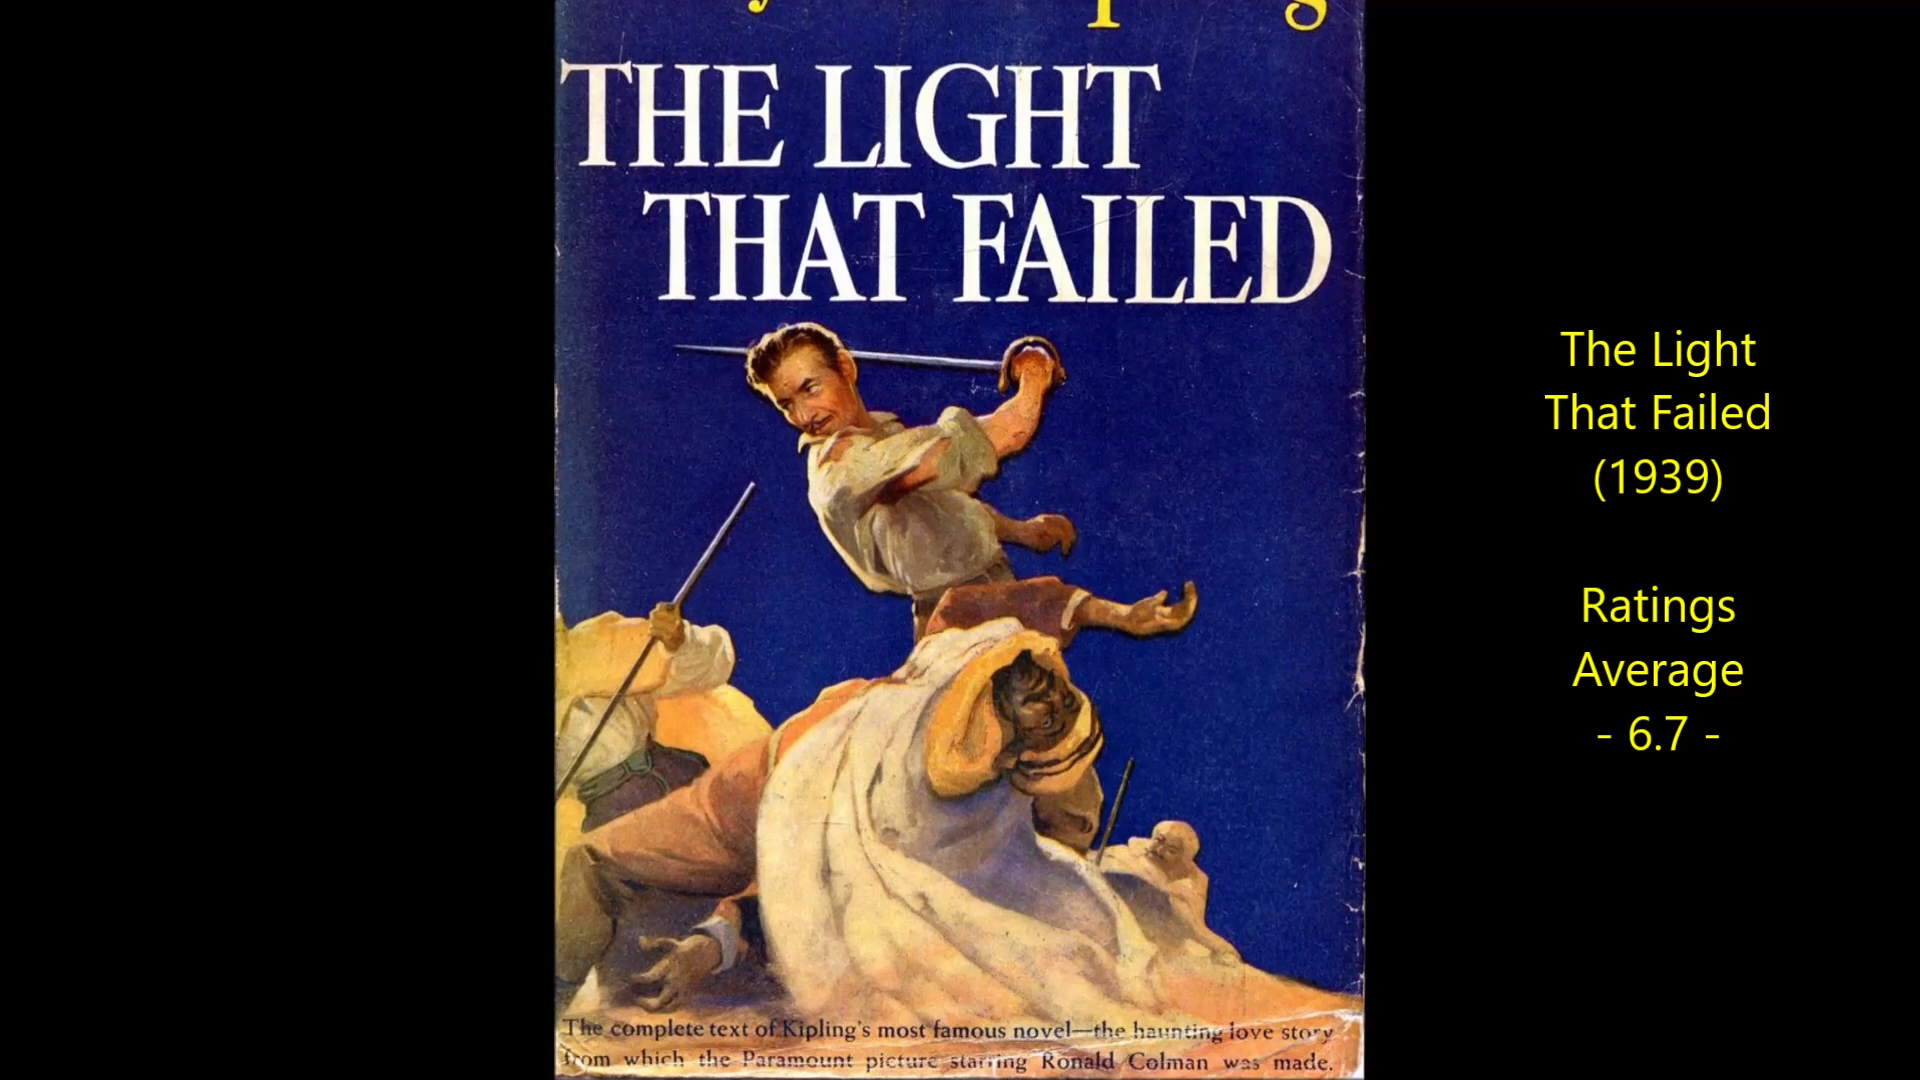 THE LIGHT
THAT FAILED
The complete text of Kipling's most famous novel—the haunting love story
from which the Paramount picture starring Ronald Colman was made.
The Light
That Failed
(1939)
Ratings
Average
- 6.7 -